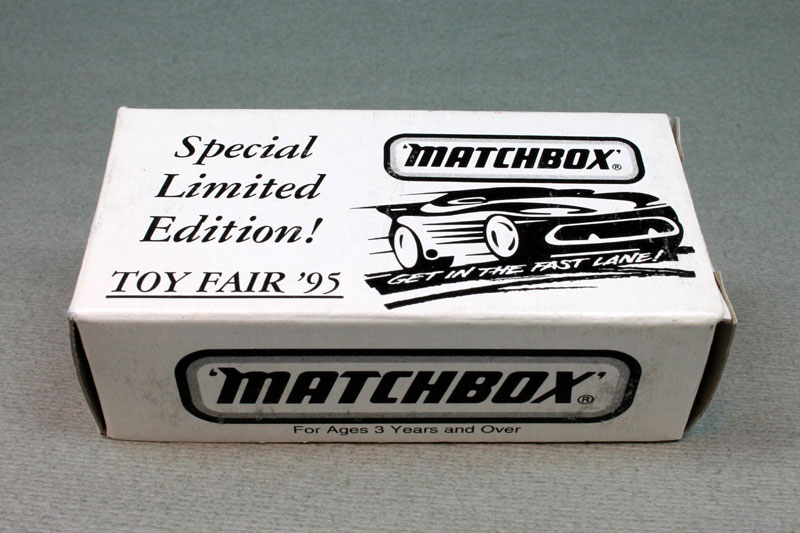 Special
Limited
Edition!
TOY FAIR '95
'MATCHBOX'®
GET IN THE FAST LANE!
'MATCHBOX'®
For Ages 3 Years and Over